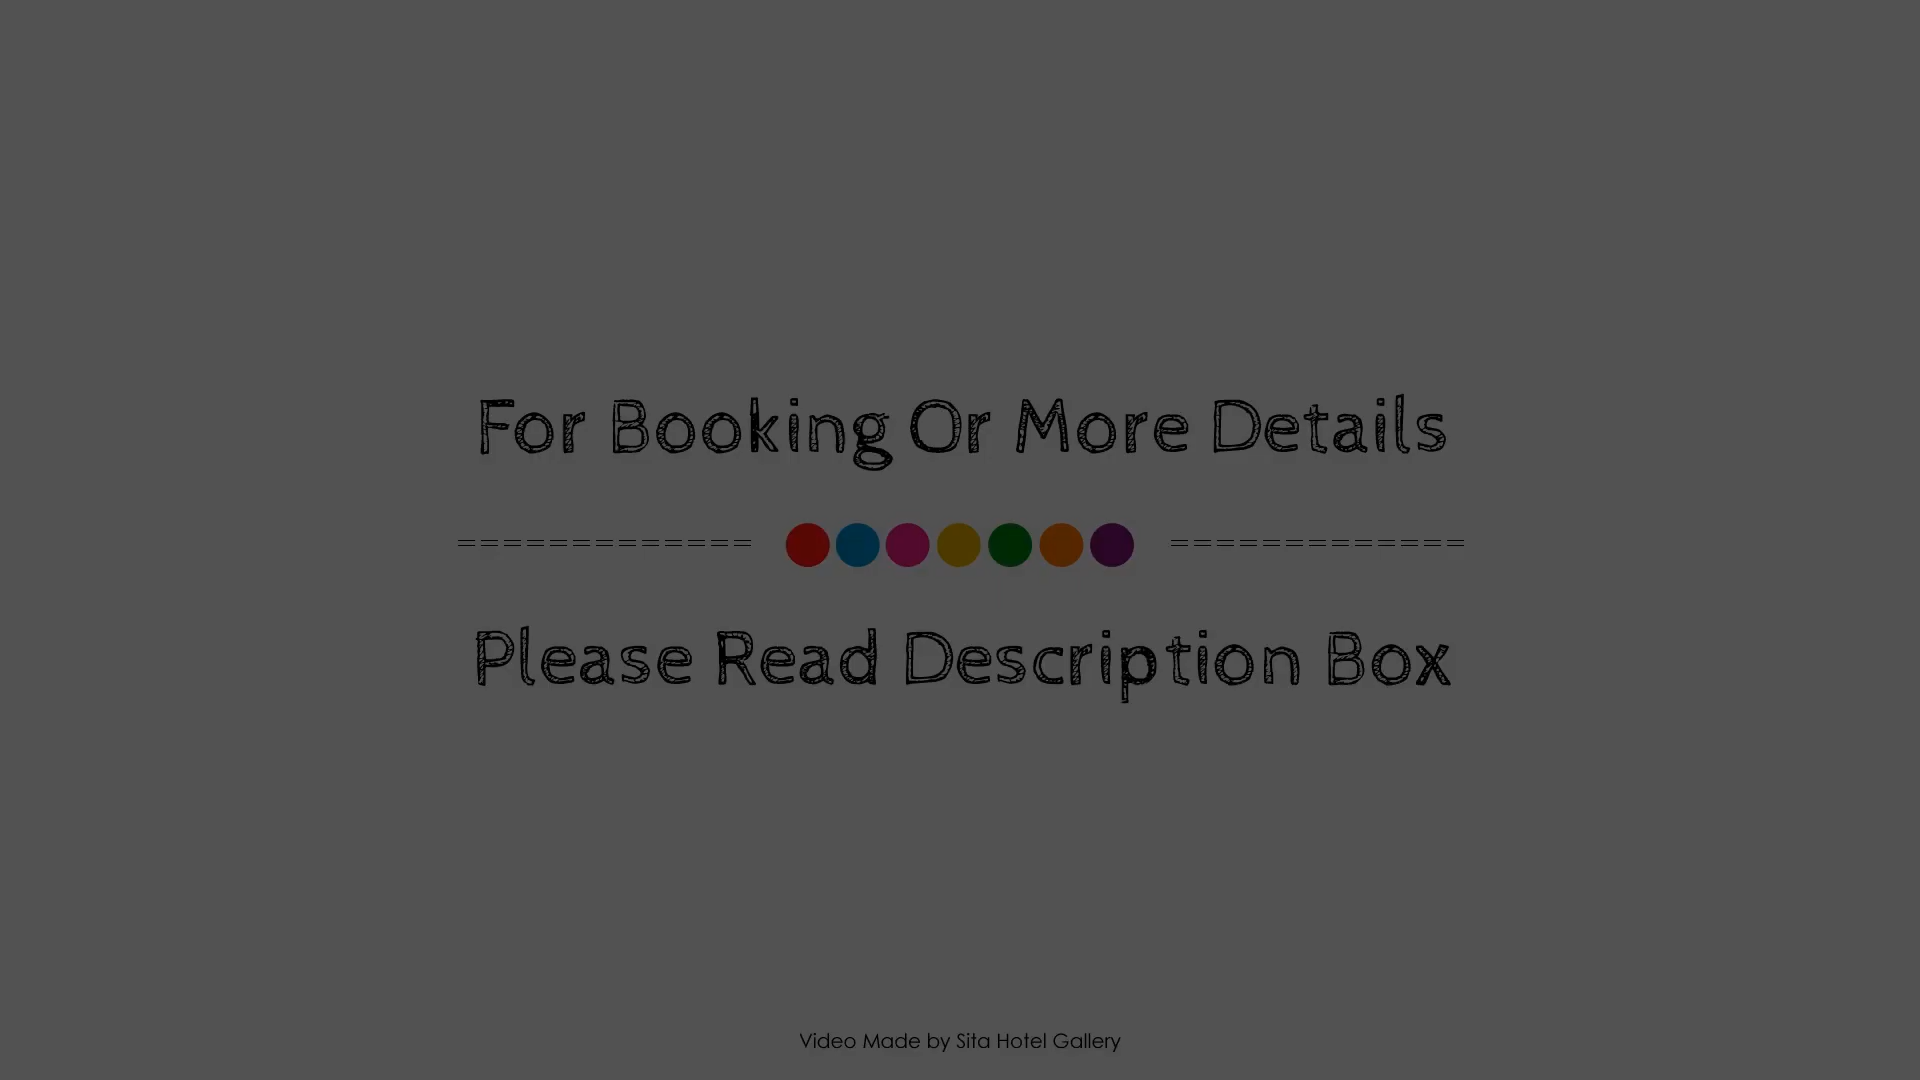 For Booking Or More Details
============= =============
Please Read Description Box
Video Made by Sita Hotel Gallery